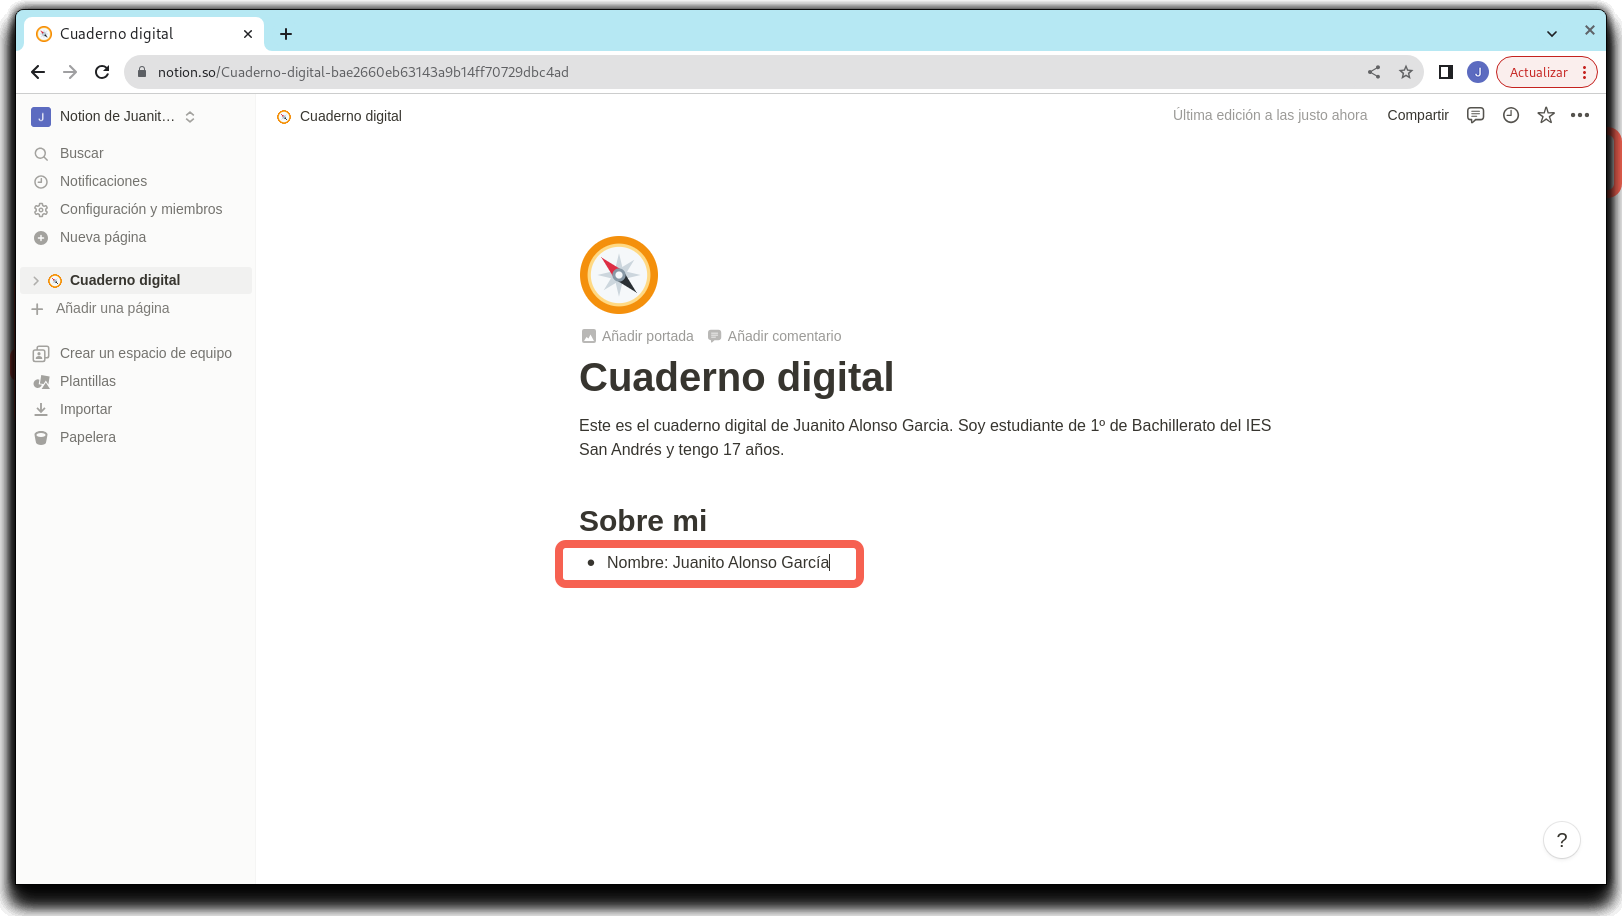 Cuaderno digital
notion.so/Cuaderno-digital-bae2660eb63143a9b14ff70729dbc4ad
J
Actualizar
J
Notion de Juanit…
Cuaderno digital
Última edición a las justo ahora
Compartir
Buscar
Notificaciones
Configuración y miembros
Nueva página
Cuaderno digital
Añadir una página
Crear un espacio de equipo
Plantillas
Importar
Papelera
Añadir portada
Añadir comentario
Cuaderno digital
Este es el cuaderno digital de Juanito Alonso Garcia. Soy estudiante de 1º de Bachillerato del IES
San Andrés y tengo 17 años.
Sobre mi
• Nombre: Juanito Alonso García
?